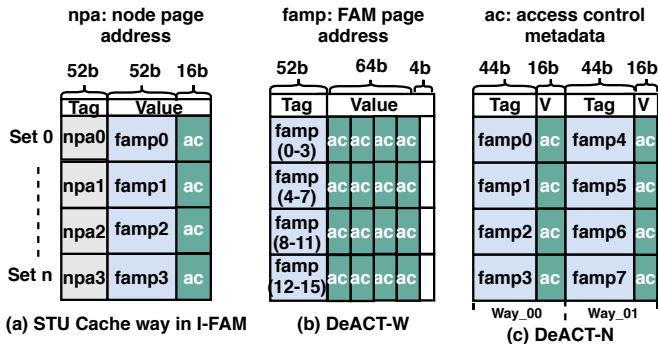 npa: node page
address
famp: FAM page
address
ac: access control
metadata
52b 52b 16b
52b 64b 4b
44b 16b 44b 16b
Tag Value
Tag Value
Tag V Tag V
Set 0
npa0 famp0 ac
npa1 famp1 ac
npa2 famp2 ac
Set n
npa3 famp3 ac
famp
(0-3)
ac ac ac ac
famp
(4-7)
ac ac ac ac
famp
(8-11)
ac ac ac ac
famp
(12-15)
ac ac ac ac
famp0 ac famp4 ac
famp1 ac famp5 ac
famp2 ac famp6 ac
famp3 ac famp7 ac
Way_00 Way_01
(a) STU Cache way in I-FAM
(b) DeACT-W
(c) DeACT-N